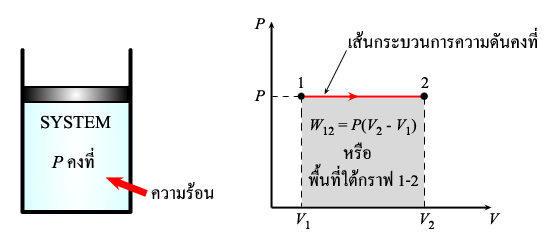 SYSTEM
P คงที่
ความร้อน
P
เส้นกระบวนการความดันคงที่
1
2
P
W12 = P(V2 - V1)
หรือ
พื้นที่ใต้กราฟ 1-2
V1
V2
V